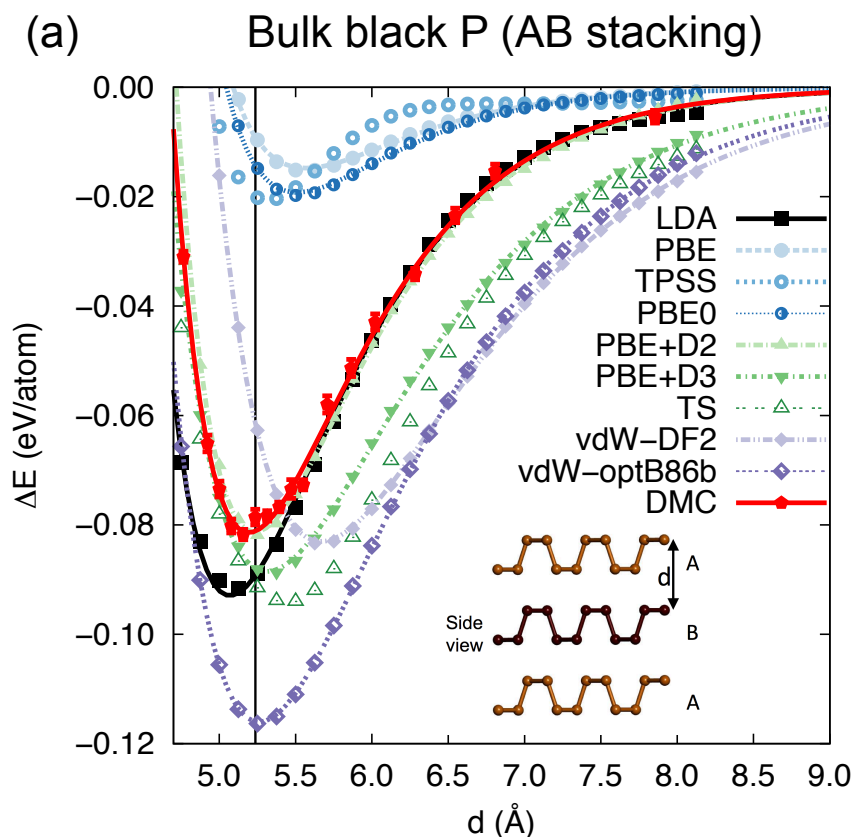 (a) Bulk black P (AB stacking)
0.00
−0.02
−0.04
−0.06
−0.08
−0.10
−0.12
ΔE (eV/atom)
LDA
PBE
TPSS
PBE0
PBE+D2
PBE+D3
TS
vdW−DF2
vdW−optB86b
DMC
A
d
Side
view
B
A
5.0 5.5 6.0 6.5 7.0 7.5 8.0 8.5 9.0
d (Å)